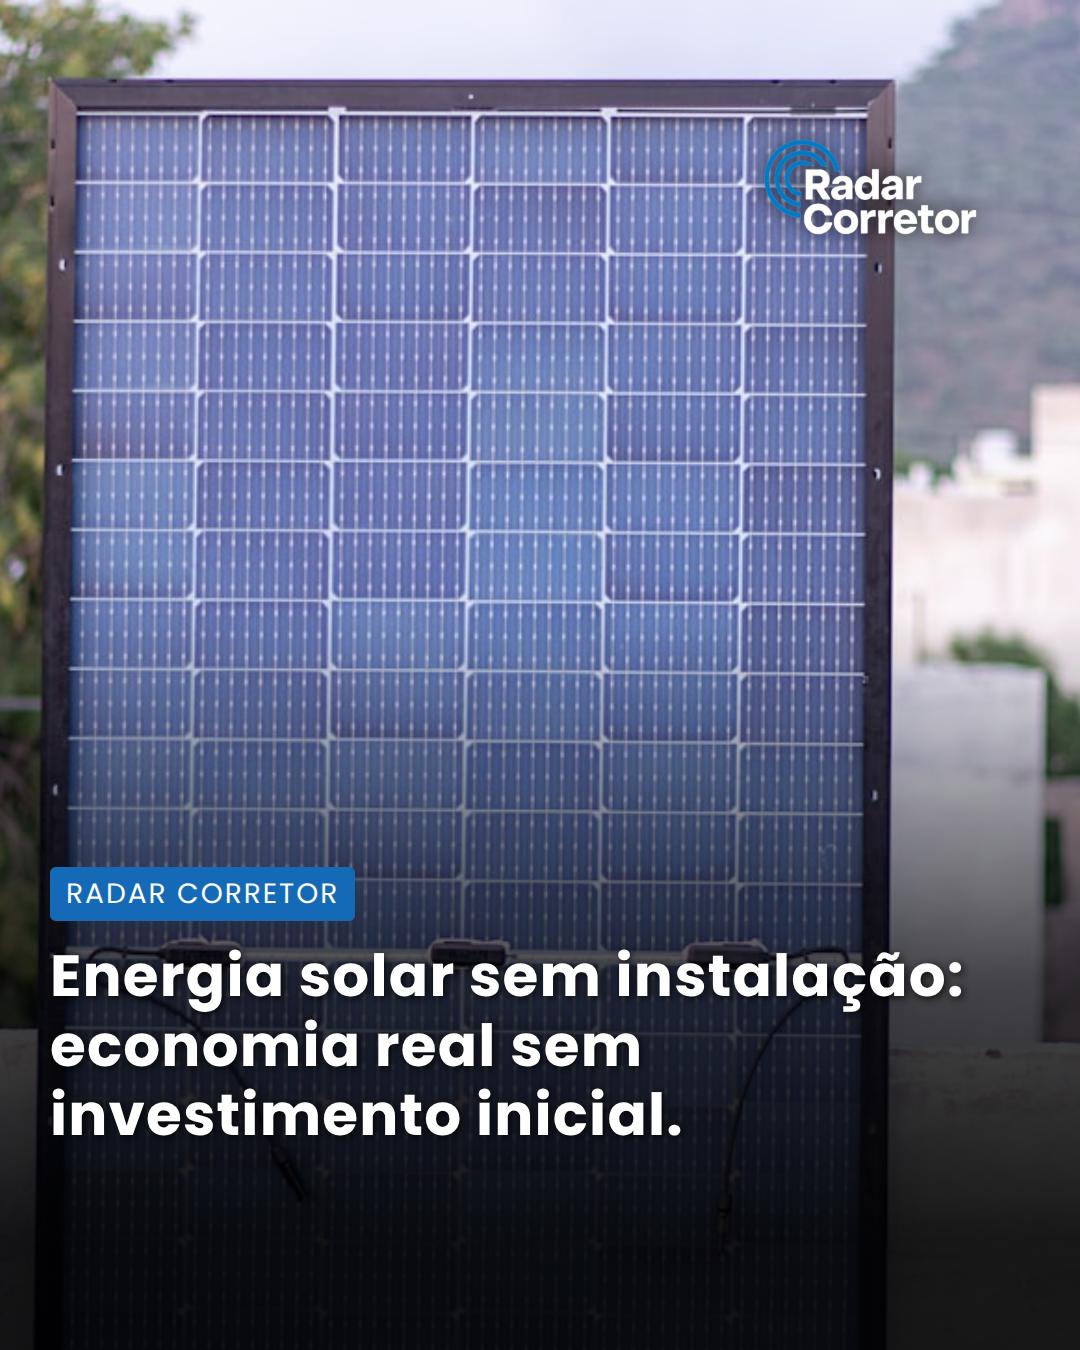 Radar
Corretor
RADAR CORRETOR
Energia solar sem instalação:
economia real sem
investimento inicial.